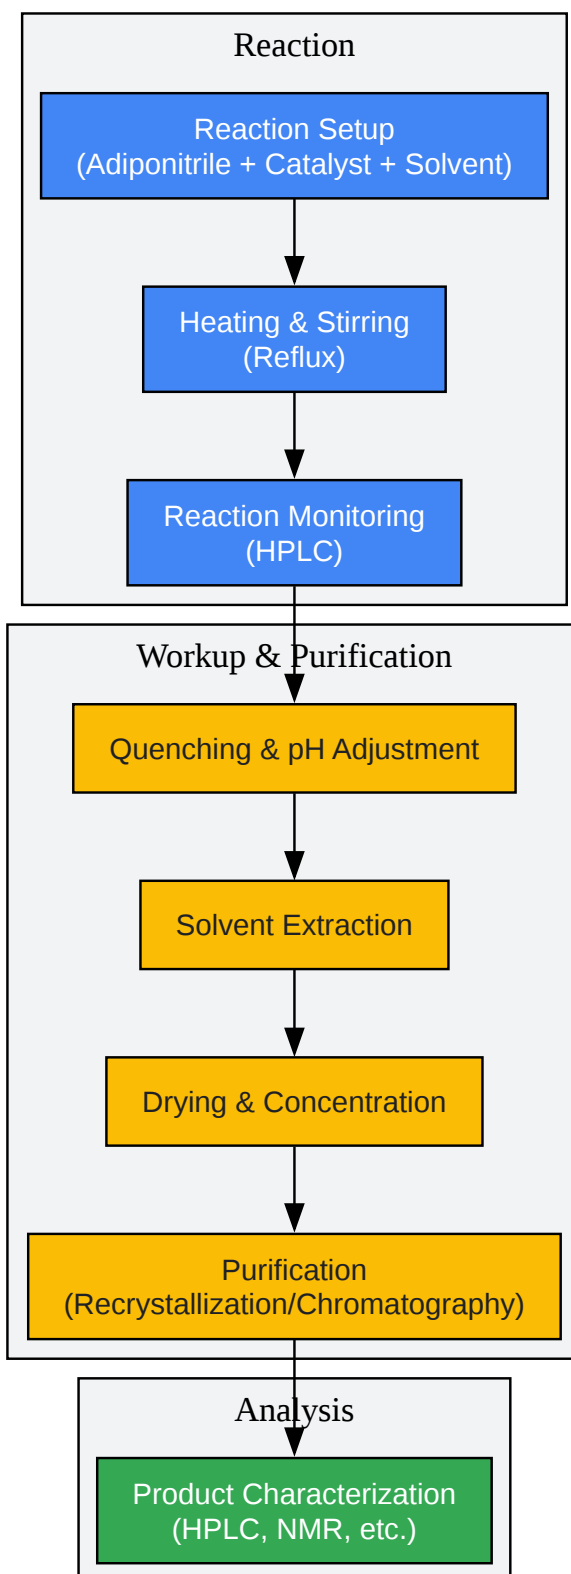 Reaction
Reaction Setup
(Adiponitrile + Catalyst + Solvent)
Heating & Stirring
(Reflux)
Reaction Monitoring
(HPLC)
Workup & Purification
Quenching & pH Adjustment
Solvent Extraction
Drying & Concentration
Purification
(Recrystallization/Chromatography)
Analysis
Product Characterization
(HPLC, NMR, etc.)